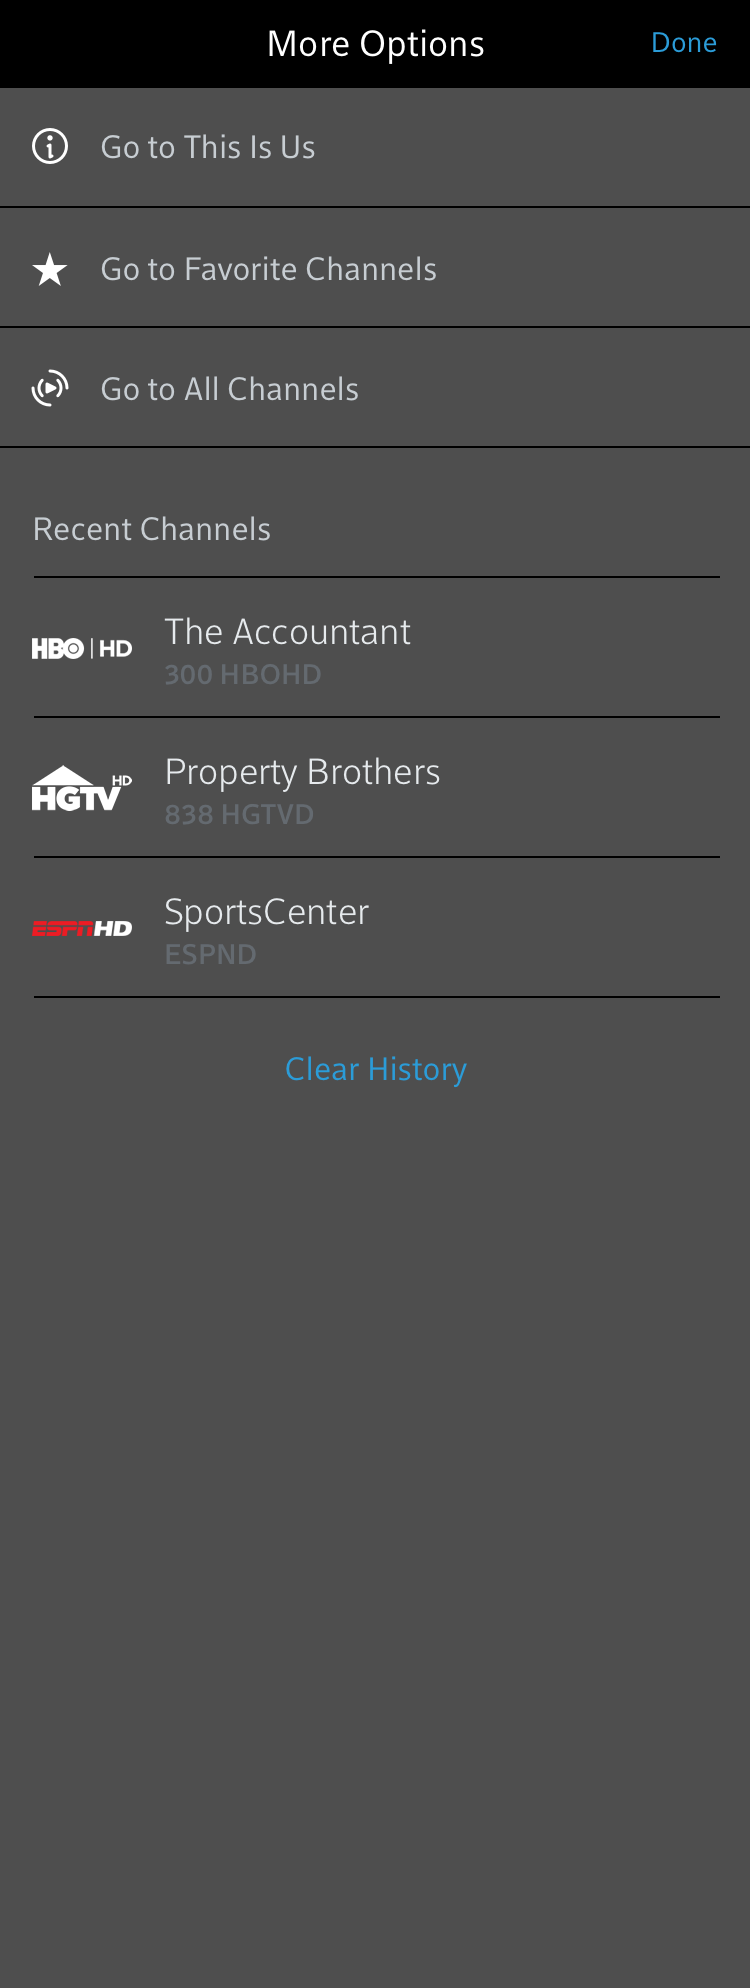 More Options
Done
Go to This Is Us
Go to Favorite Channels
Go to All Channels
Recent Channels
HBO | HD
The Accountant
300 HBOHD
HGTV HD
Property Brothers
838 HGTVD
ESPN HD
SportsCenter
ESPND
Clear History